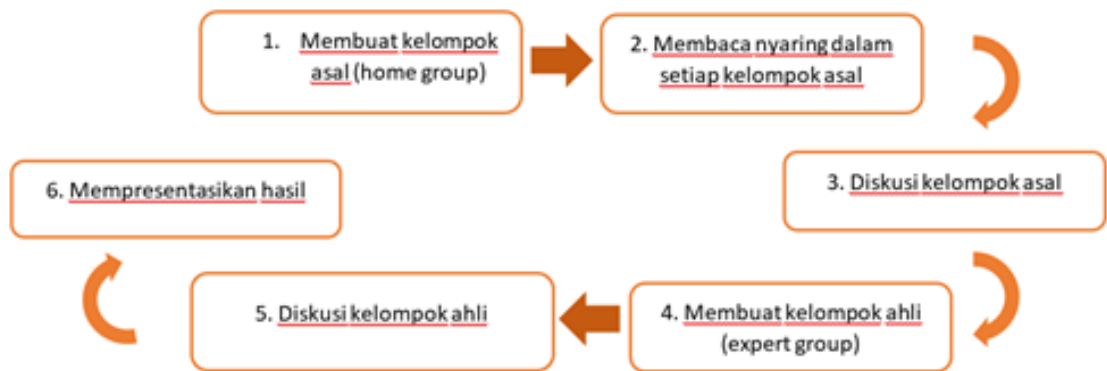 1. Membuat kelompok
asal (home group)
2. Membaca nyaring dalam
setiap kelompok asal
3. Diskusi kelompok asal
4. Membuat kelompok ahli
(expert group)
5. Diskusi kelompok ahli
6. Mempresentasikan hasil